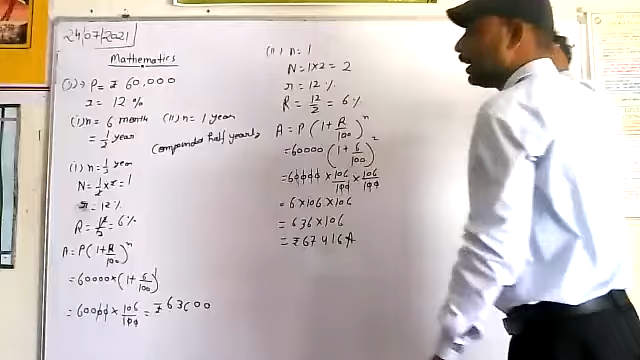 24/07/2021
Mathematics
(3)→ P = ₹ 60,000
r = 12 %
(i) n = 6 month (ii) n = 1 year
= 1/2 year (compounded half yearly)
(i) n = 1/2 year
N = 1/2 × 2 = 1
r = 12 %
R = 12/2 = 6 %
A = P(1 + R/100)^n
= 60000 × (1 + 6/100)^1
= 60000 × 106/100 = ₹ 63600
(ii) n = 1
N = 1×2 = 2
r = 12 %
R = 12/2 = 6 %
A = P(1 + R/100)^n
= 60000(1 + 6/100)^2
= 60000 × 106/100 × 106/100
= 6 × 106 × 106
= 636 × 106
= ₹ 67416 A